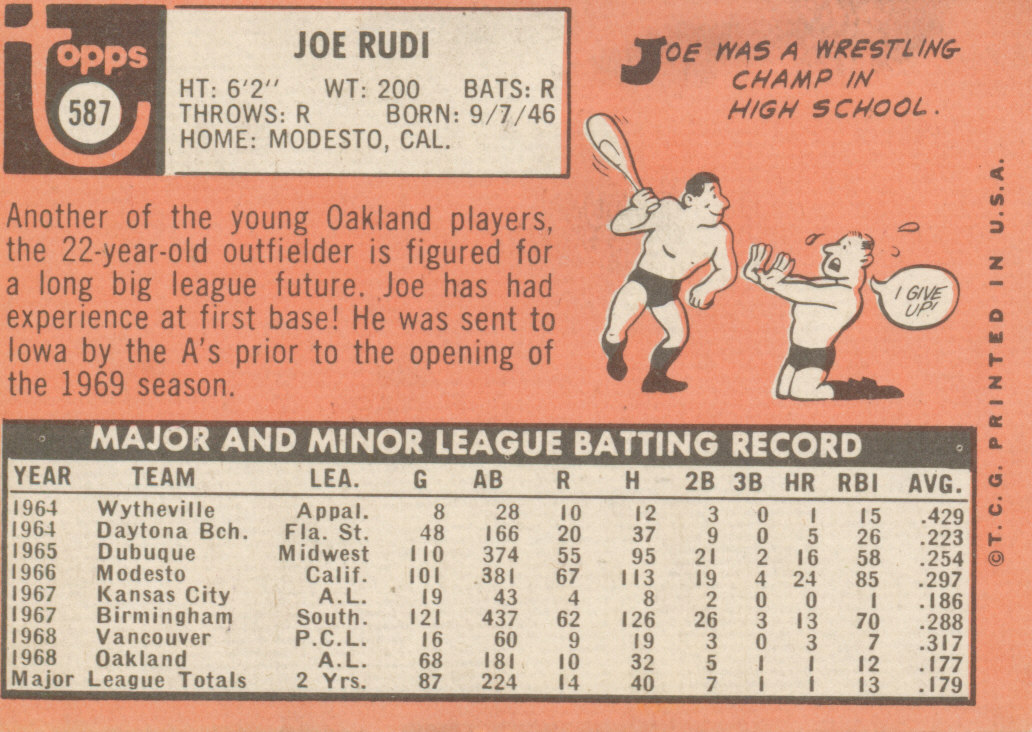 topps
587
JOE RUDI
HT: 6'2'' WT: 200 BATS: R
THROWS: R BORN: 9/7/46
HOME: MODESTO, CAL.
JOE WAS A WRESTLING
CHAMP IN
HIGH SCHOOL.
I GIVE
UP!
Another of the young Oakland players,
the 22-year-old outfielder is figured for
a long big league future. Joe has had
experience at first base! He was sent to
Iowa by the A's prior to the opening of
the 1969 season.
MAJOR AND MINOR LEAGUE BATTING RECORD
YEAR TEAM LEA. G AB R H 2B 3B HR RBI AVG.
1964 Wytheville Appal. 8 28 10 12 3 0 1 15 .429
1964 Daytona Bch. Fla. St. 48 166 20 37 9 0 5 26 .223
1965 Dubuque Midwest 110 374 55 95 21 2 16 58 .254
1966 Modesto Calif. 101 381 67 113 19 4 24 85 .297
1967 Kansas City A.L. 19 43 4 8 2 0 0 1 .186
1967 Birmingham South. 121 437 62 126 26 3 13 70 .288
1968 Vancouver P.C.L. 16 60 9 19 3 0 3 7 .317
1968 Oakland A.L. 68 181 10 32 5 1 1 12 .177
Major League Totals 2 Yrs. 87 224 14 40 7 1 1 13 .179
©T.C.G. PRINTED IN U.S.A.